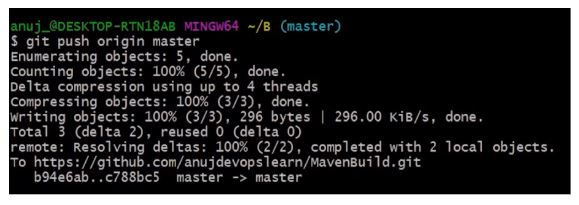 anuj_@DESKTOP-RTN18AB MINGW64 ~/B (master)
$ git push origin master
Enumerating objects: 5, done.
Counting objects: 100% (5/5), done.
Delta compression using up to 4 threads
Compressing objects: 100% (3/3), done.
Writing objects: 100% (3/3), 296 bytes | 296.00 KiB/s, done.
Total 3 (delta 2), reused 0 (delta 0)
remote: Resolving deltas: 100% (2/2), completed with 2 local objects.
To https://github.com/anujdevopslearn/MavenBuild.git
   b94e6ab..c788bc5  master -> master